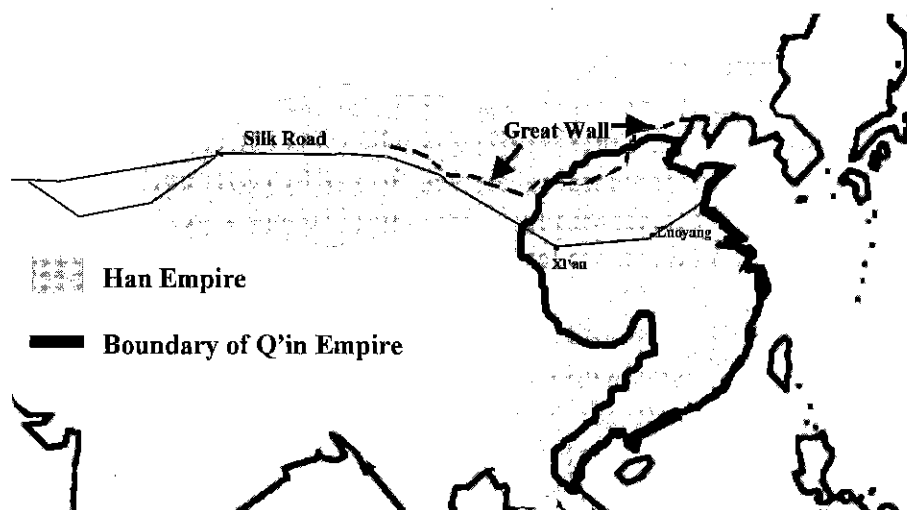 Great Wall
Silk Road
Luoyang
Xi'an
Han Empire
Boundary of Q'in Empire